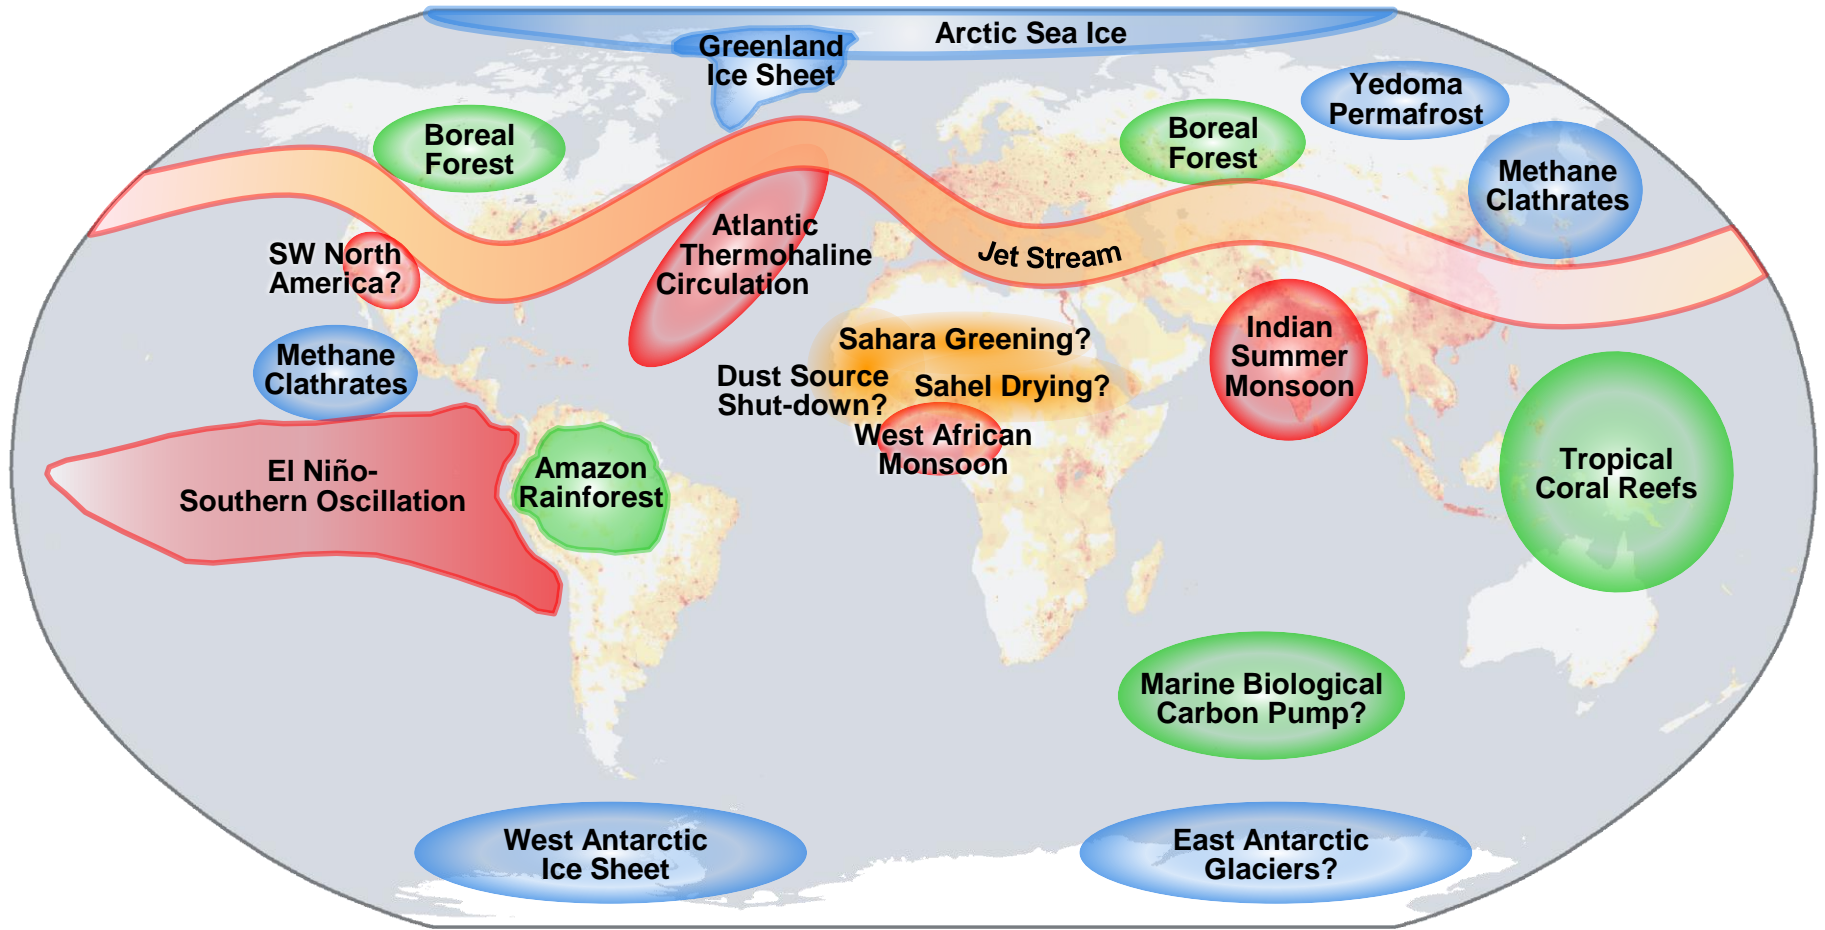 Arctic Sea Ice
Greenland
Ice Sheet
Yedoma
Permafrost
Boreal
Forest
Boreal
Forest
Methane
Clathrates
Atlantic
Thermohaline
Circulation
Jet Stream
SW North
America?
Methane
Clathrates
Sahara Greening?
Dust Source
Shut-down?
Sahel Drying?
Indian
Summer
Monsoon
West African
Monsoon
El Niño-
Southern Oscillation
Amazon
Rainforest
Tropical
Coral Reefs
Marine Biological
Carbon Pump?
West Antarctic
Ice Sheet
East Antarctic
Glaciers?